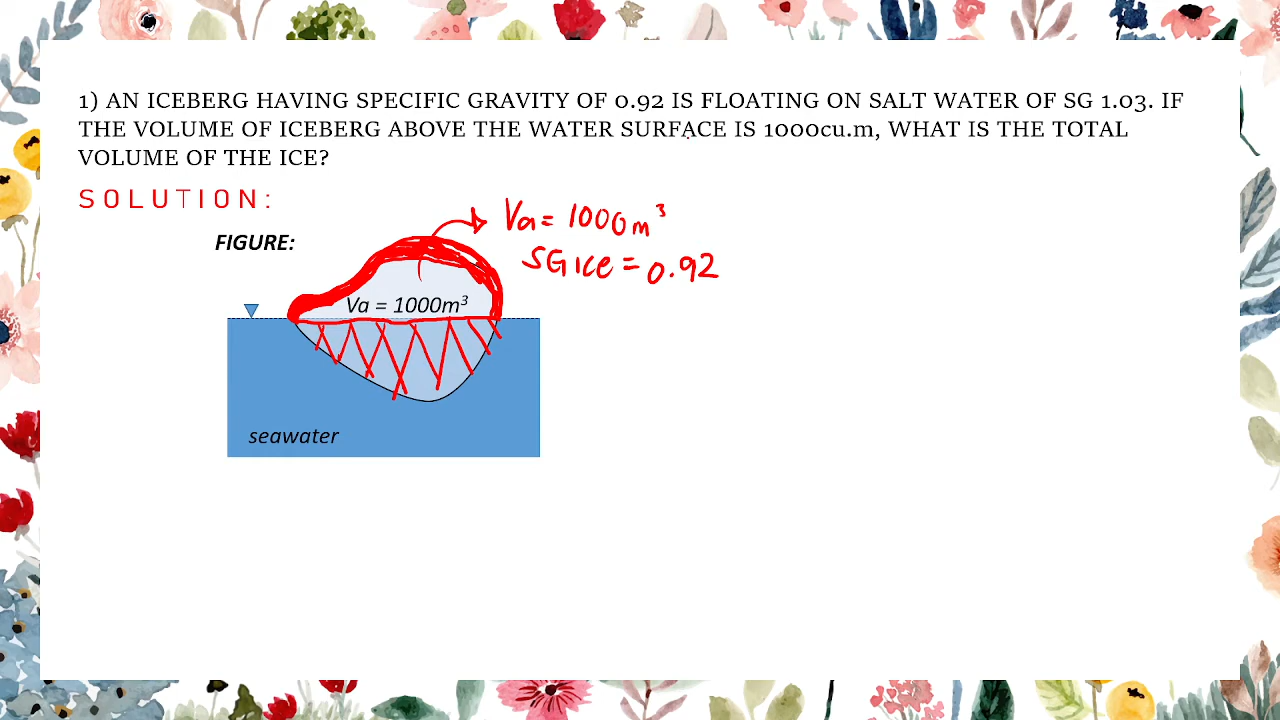 1) AN ICEBERG HAVING SPECIFIC GRAVITY OF 0.92 IS FLOATING ON SALT WATER OF SG 1.03. IF
THE VOLUME OF ICEBERG ABOVE THE WATER SURFACE IS 1000cu.m, WHAT IS THE TOTAL
VOLUME OF THE ICE?
SOLUTION:
Va = 1000m³
FIGURE:
SG ice = 0.92
Va = 1000m³
seawater